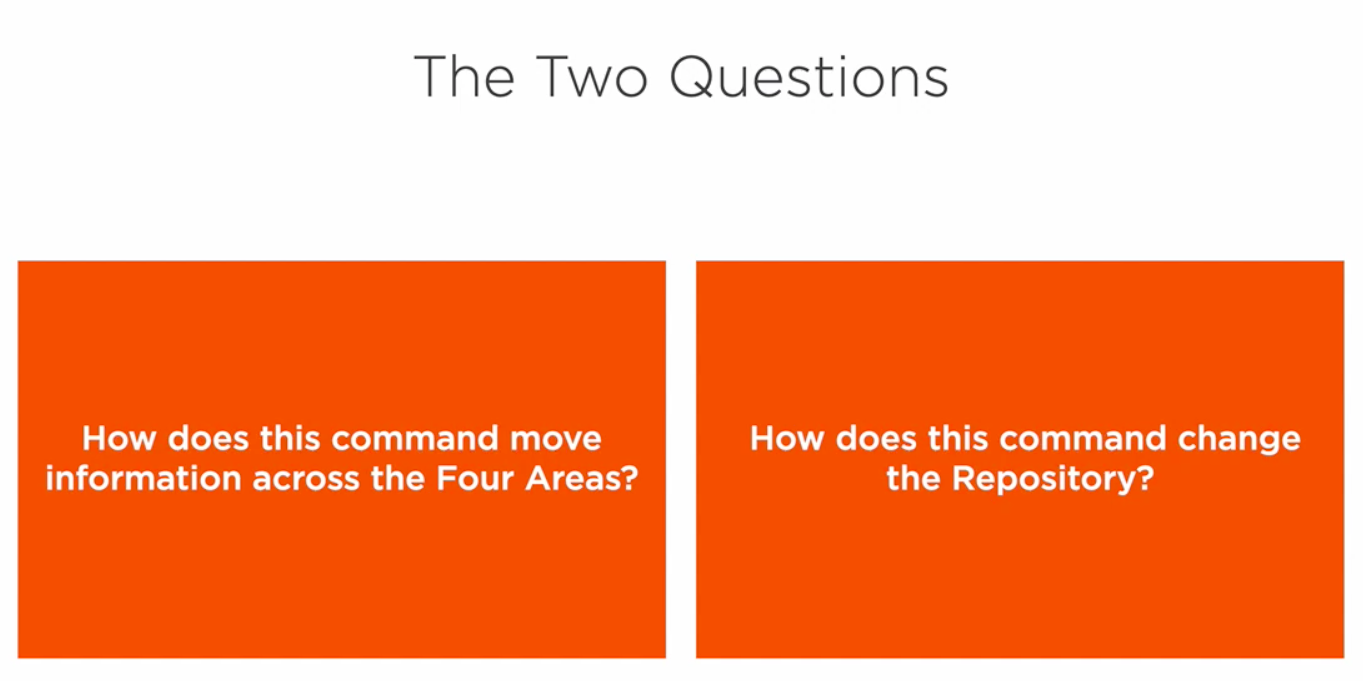 The Two Questions
How does this command move
information across the Four Areas?
How does this command change
the Repository?